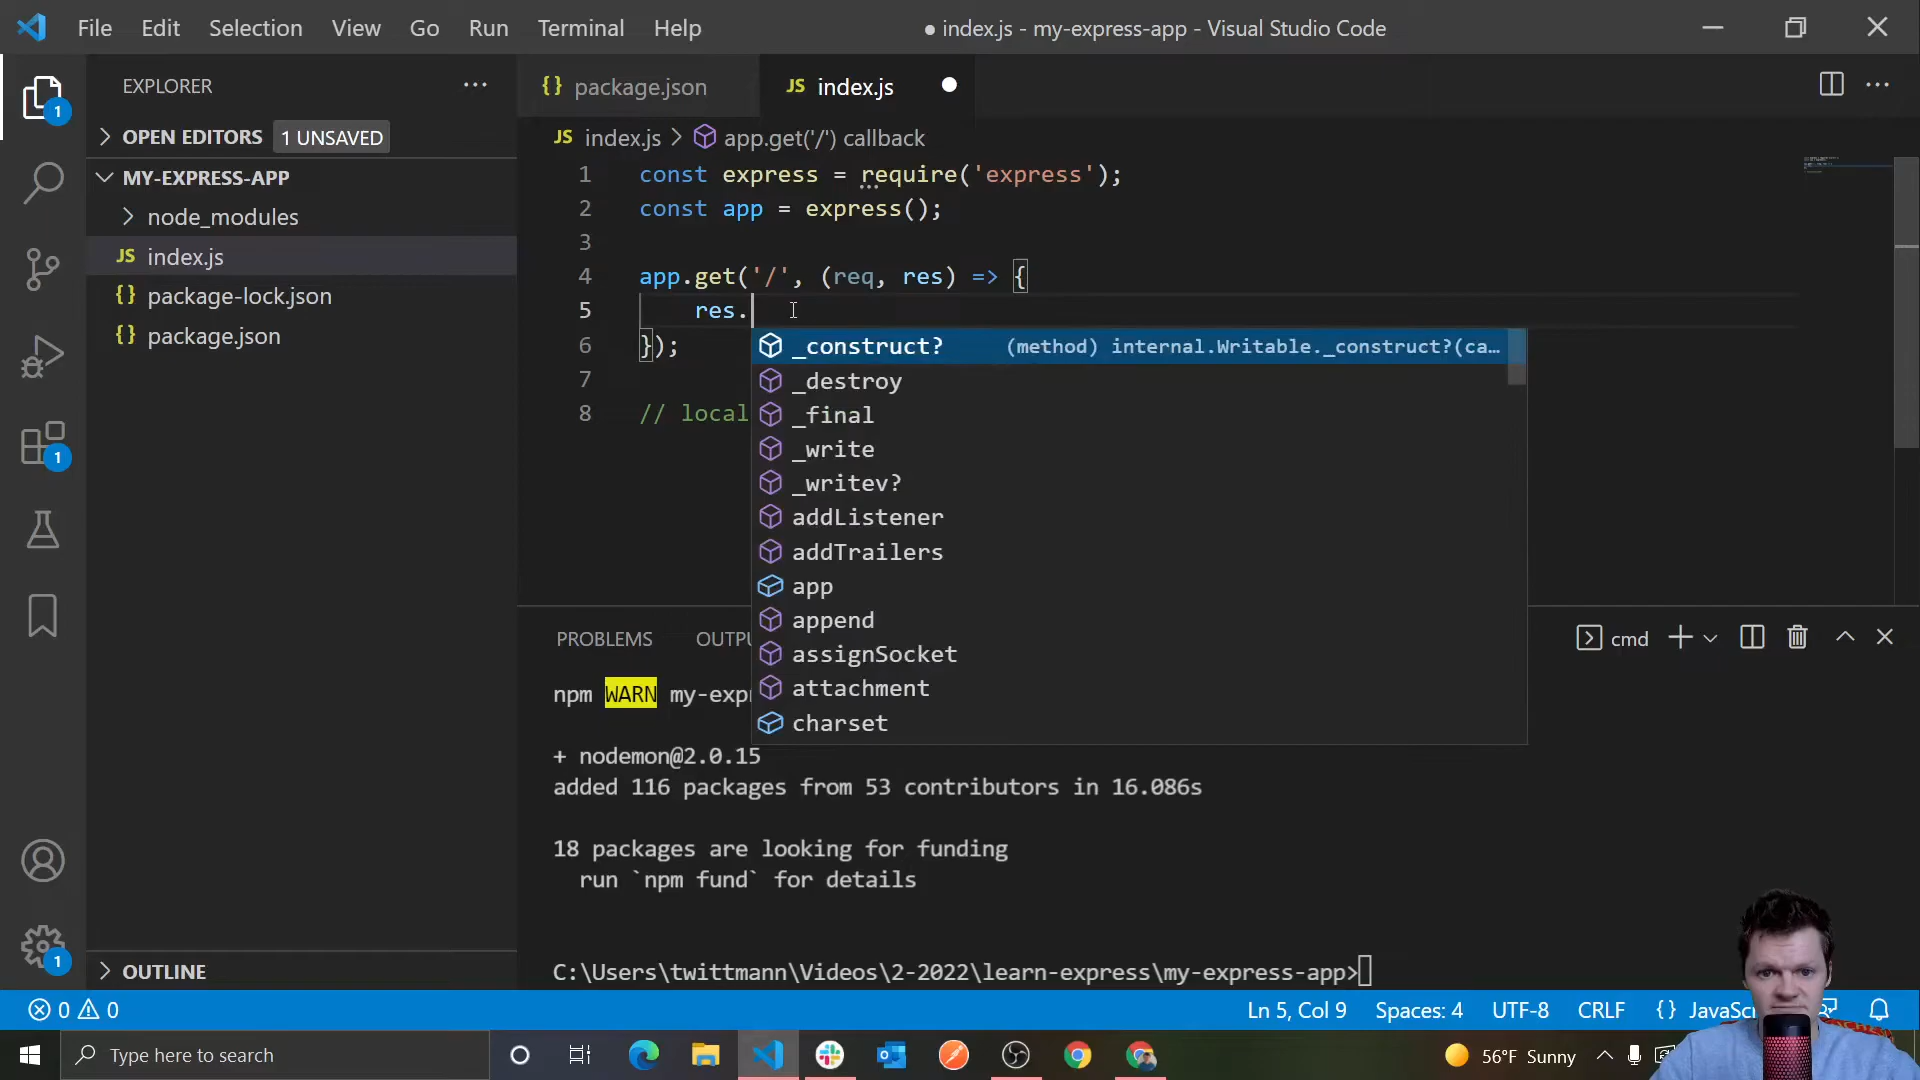 File Edit Selection View Go Run Terminal Help
● index.js - my-express-app - Visual Studio Code
EXPLORER
{} package.json
JS index.js
1
OPEN EDITORS 1 UNSAVED
JS index.js > app.get('/') callback
MY-EXPRESS-APP
node_modules
JS index.js
{} package-lock.json
{} package.json
1 const express = require('express');
2 const app = express();
3
4 app.get('/', (req, res) => {
5 res.
6 });
7
8 // local
_construct? (method) internal.Writable._construct?(ca…
_destroy
_final
_write
_writev?
addListener
addTrailers
app
append
assignSocket
attachment
charset
1
PROBLEMS OUTPU
cmd
npm WARN my-exp
+ nodemon@2.0.15
added 116 packages from 53 contributors in 16.086s
18 packages are looking for funding
run `npm fund` for details
C:\Users\twittmann\Videos\2-2022\learn-express\my-express-app>
1
OUTLINE
0 0
Ln 5, Col 9 Spaces: 4 UTF-8 CRLF {} JavaSc
Type here to search
56°F Sunny